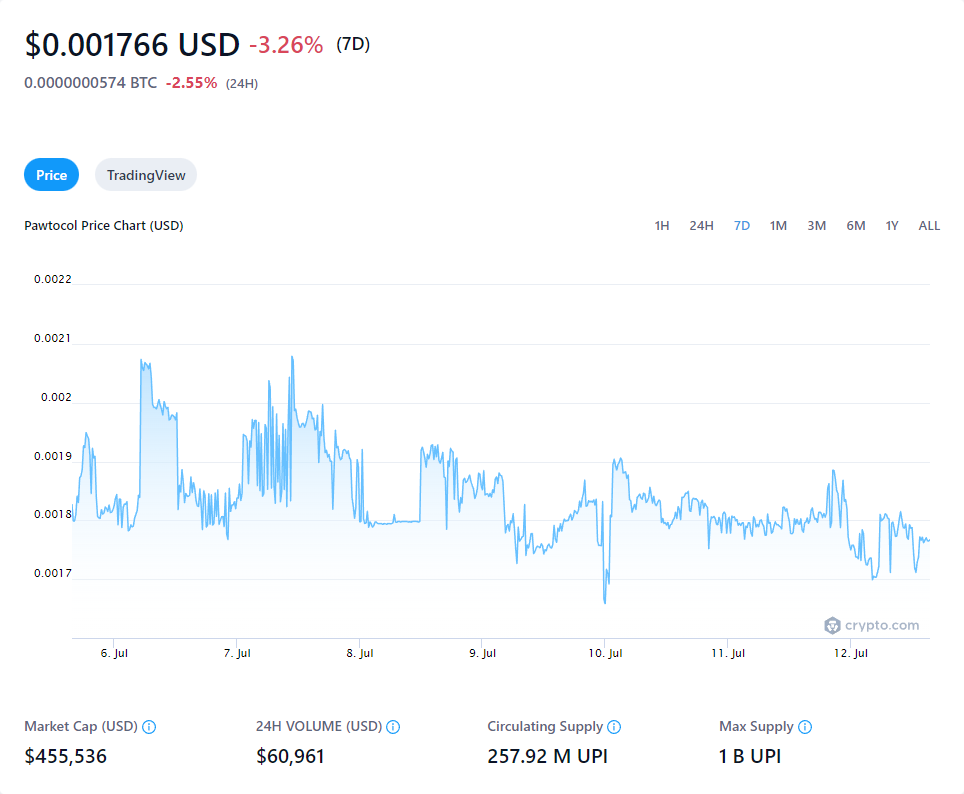 $0.001766 USD -3.26% (7D)
0.0000000574 BTC -2.55% (24H)
Price TradingView
Pawtocol Price Chart (USD) 1H 24H 7D 1M 3M 6M 1Y ALL
0.0022
0.0021
0.002
0.0019
0.0018
0.0017
crypto.com
6. Jul 7. Jul 8. Jul 9. Jul 10. Jul 11. Jul 12. Jul
Market Cap (USD) 24H VOLUME (USD) Circulating Supply Max Supply
$455,536 $60,961 257.92 M UPI 1 B UPI